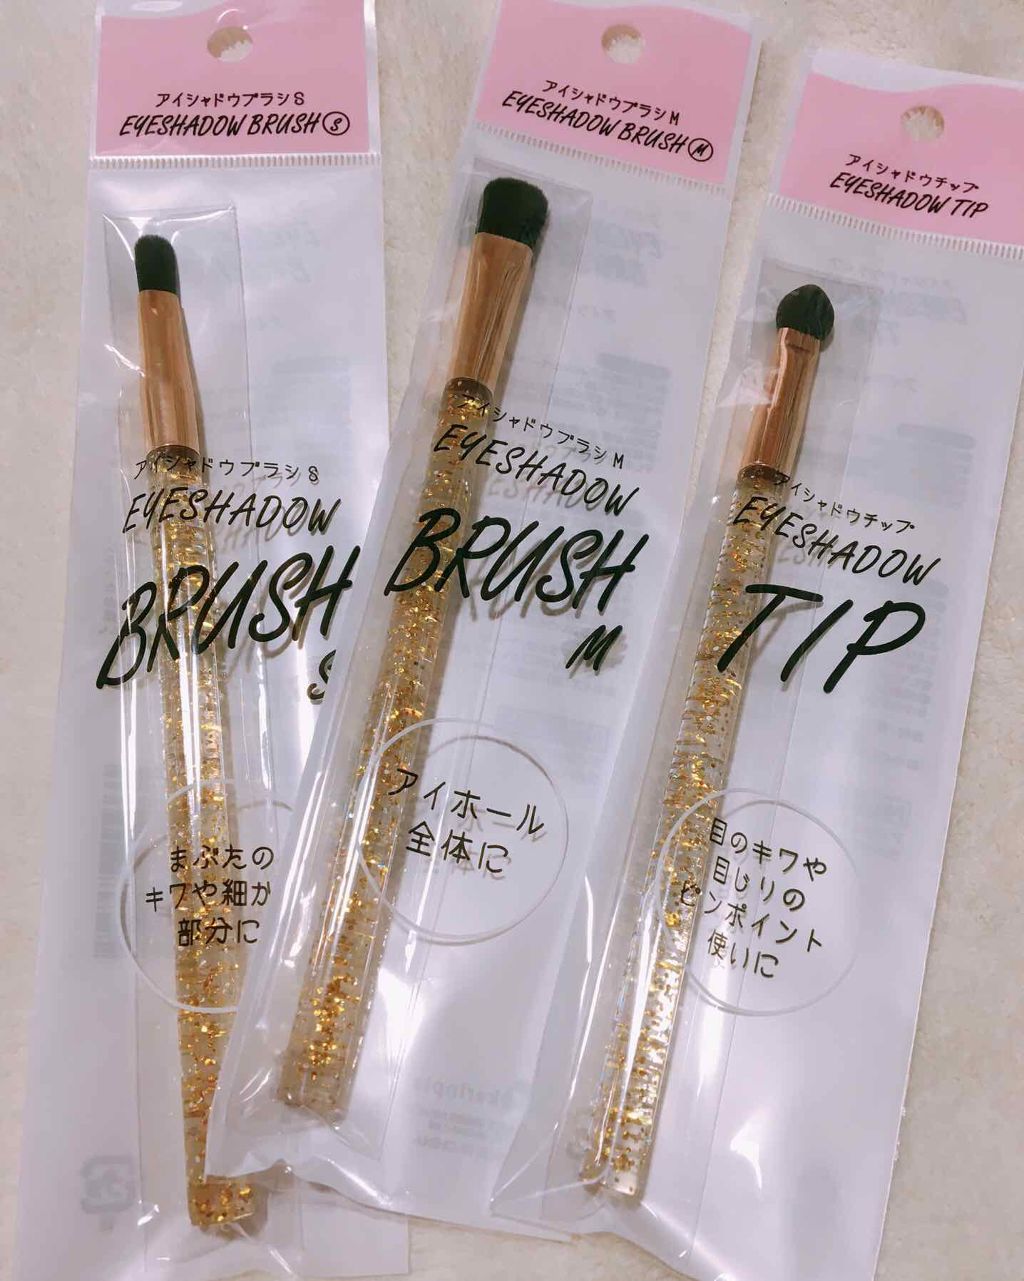 アイシャドウブラシS
EYESHADOW BRUSH S
アイシャドウブラシS
EYESHADOW
BRUSH
S
まぶたの
キワや細か
部分に
アイシャドウブラシM
EYESHADOW BRUSH M
アイシャドウブラシM
EYESHADOW
BRUSH
M
アイホール
全体に
アイシャドウチップ
EYESHADOW TIP
アイシャドウチップ
EYESHADOW
TIP
目のキワや
目じりの
ピンポイント
使いに